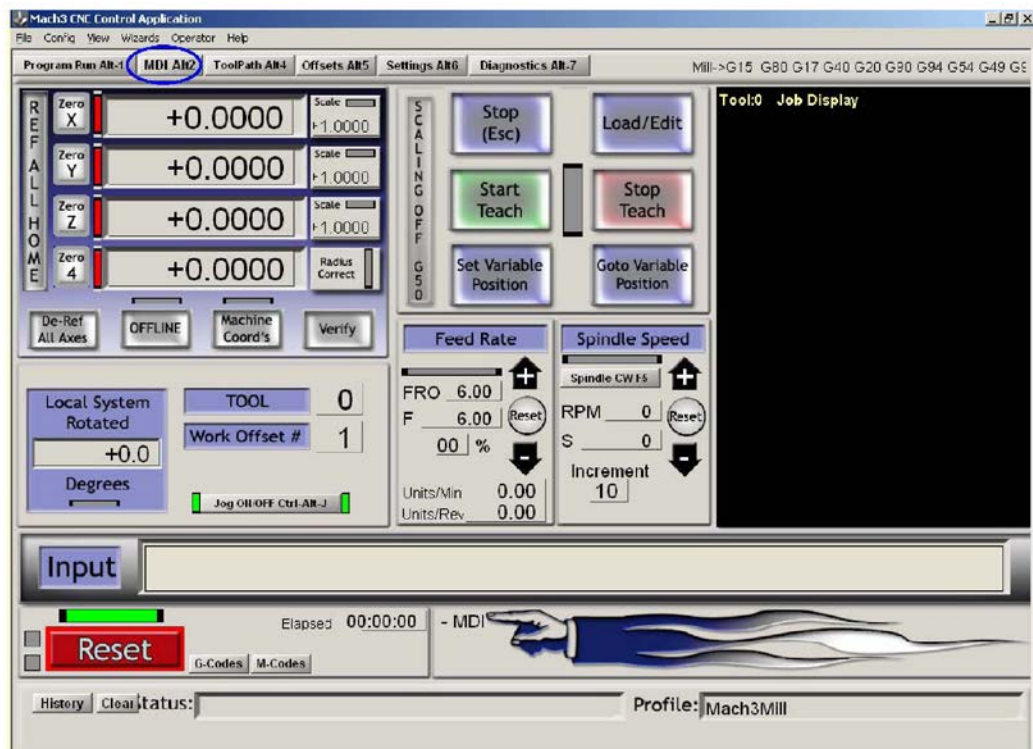 Mach3 CNC Control Application
File Config View Wizards Operator Help
Program Run Alt-1 MDI Alt2 ToolPath Alt4 Offsets Alt5 Settings Alt6 Diagnostics Alt-7
Mill->G15 G80 G17 G40 G20 G90 G94 G54 G49 G9
REF ALL HOME
Zero X +0.0000 Scale +1.0000
Zero Y +0.0000 Scale +1.0000
Zero Z +0.0000 Scale +1.0000
Zero 4 +0.0000 Radius Correct
De-Ref All Axes OFFLINE Machine Coord's Verify
SCALING OFF G50
Stop (Esc) Load/Edit
Start Teach Stop Teach
Set Variable Position Goto Variable Position
Tool:0 Job Display
Local System Rotated
+0.0
Degrees
TOOL 0
Work Offset # 1
Jog ON/OFF Ctrl-Alt-J
Feed Rate
FRO 6.00
F 6.00 Reset
00 %
Units/Min 0.00
Units/Rev 0.00
Spindle Speed
Spindle CW F5
RPM 0 Reset
S 0
Increment
10
Input
Reset
Elapsed 00:00:00
G-Codes M-Codes
- MDI
History Clear tatus:
Profile: Mach3Mill